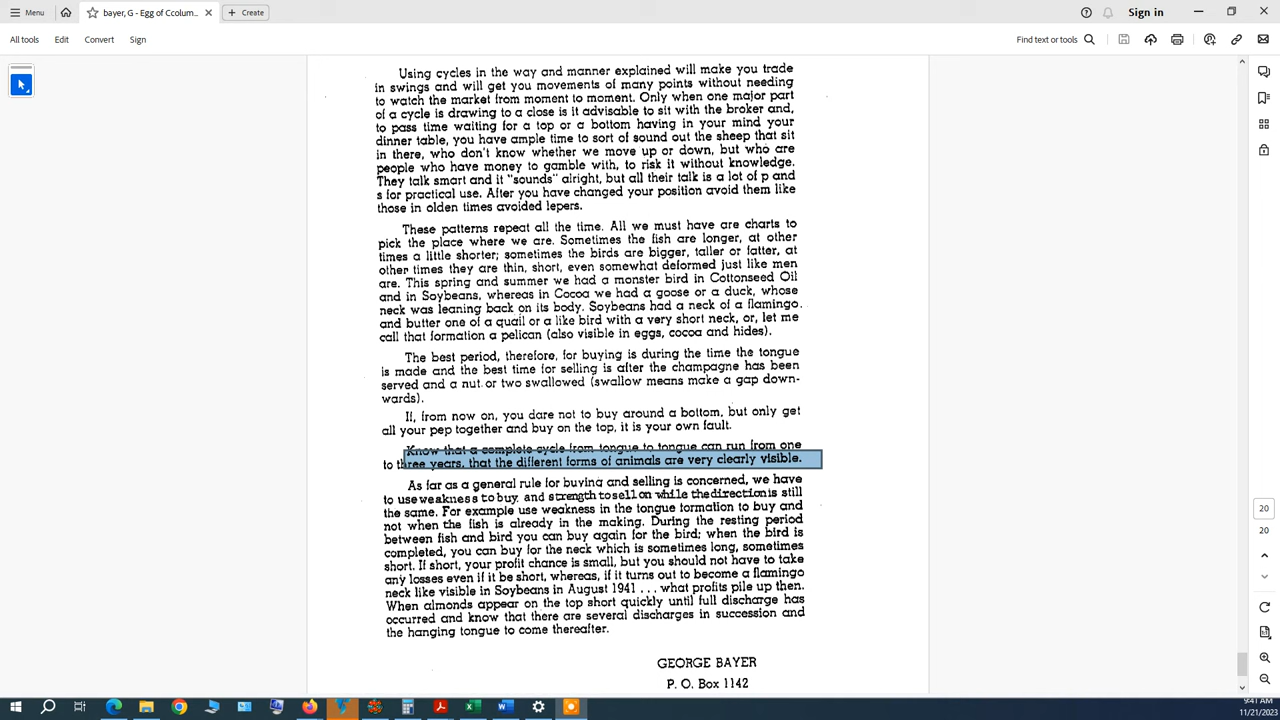 Menu
bayer, G - Egg of Ccolum...
Create
Sign in
All tools
Edit
Convert
Sign
Find text or tools
Using cycles in the way and manner explained will make you trade
in swings and will get you movements of many points without needing
to watch the market from moment to moment. Only when one major part
of a cycle is drawing to a close is it advisable to sit with the broker and,
to pass time waiting for a top or a bottom having in your mind your
dinner table, you have ample time to sort of sound out the sheep that sit
in there, who don't know whether we move up or down, but who are
people who have money to gamble with, to risk it without knowledge.
They talk smart and it "sounds" alright, but all their talk is a lot of p and
s for practical use. After you have changed your position avoid them like
those in olden times avoided lepers.
These patterns repeat all the time. All we must have are charts to
pick the place where we are. Sometimes the fish are longer, at other
times a little shorter; sometimes the birds are bigger, taller or fatter, at
other times they are thin, short, even somewhat deformed just like men
are. This spring and summer we had a monster bird in Cottonseed Oil
and in Soybeans, whereas in Cocoa we had a goose or a duck, whose
neck was leaning back on its body. Soybeans had a neck of a flamingo
and butter one of a quail or a like bird with a very short neck, or, let me
call that formation a pelican (also visible in eggs, cocoa and hides).
The best period, therefore, for buying is during the time the tongue
is made and the best time for selling is after the champagne has been
served and a nut or two swallowed (swallow means make a gap down-
wards).
If, from now on, you dare not to buy around a bottom, but only get
all your pep together and buy on the top, it is your own fault.
Know that a complete cycle from tongue to tongue can run from one
to three years, that the different forms of animals are very clearly visible.
As far as a general rule for buying and selling is concerned, we have
to use weakness to buy and strength to sell on while the direction is still
the same. For example use weakness in the tongue formation to buy and
not when the fish is already in the making. During the resting period
between fish and bird you can buy again for the bird; when the bird is
completed, you can buy for the neck which is sometimes long, sometimes
short. If short, your profit chance is small, but you should not have to take
any losses even if it be short, whereas, if it turns out to become a flamingo
neck like visible in Soybeans in August 1941 . . . what profits pile up then.
When almonds appear on the top short quickly until full discharge has
occurred and know that there are several discharges in succession and
the hanging tongue to come thereafter.
GEORGE BAYER
P. O. Box 1142
20
20
9:41 AM
11/21/2023